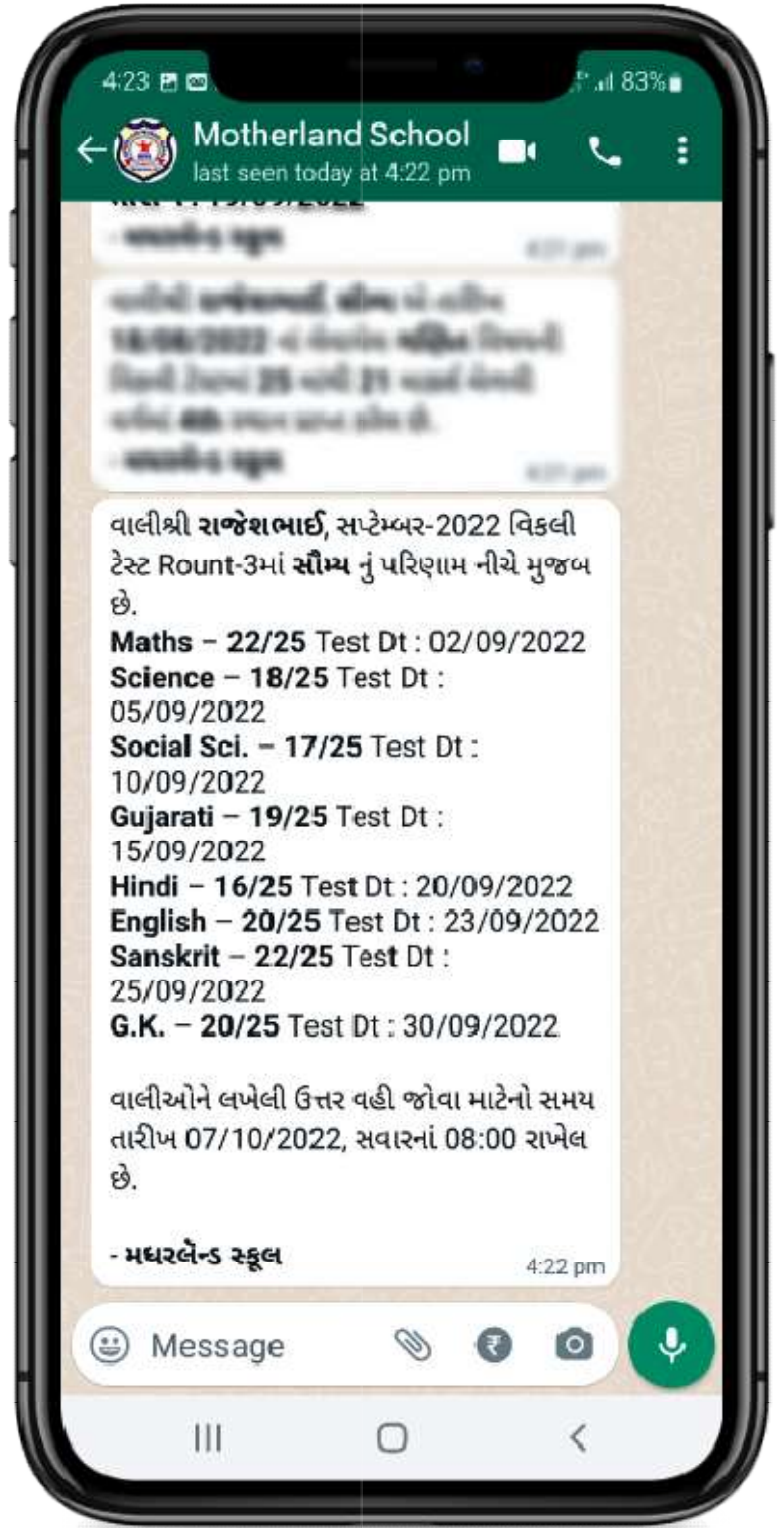 4:23
83%
Motherland School
last seen today at 4:22 pm
વાલીશ્રી રાજેશભાઈ, સપ્ટેમ્બર-2022 વિકલી
ટેસ્ટ Rount-3માં સૌમ્ય નું પરિણામ નીચે મુજબ
છે.
Maths – 22/25 Test Dt : 02/09/2022
Science – 18/25 Test Dt :
05/09/2022
Social Sci. – 17/25 Test Dt :
10/09/2022
Gujarati – 19/25 Test Dt :
15/09/2022
Hindi – 16/25 Test Dt : 20/09/2022
English – 20/25 Test Dt : 23/09/2022
Sanskrit – 22/25 Test Dt :
25/09/2022
G.K. – 20/25 Test Dt : 30/09/2022
વાલીઓને લખેલી ઉત્તર વહી જોવા માટેનો સમય
તારીખ 07/10/2022, સવારનાં 08:00 રાખેલ
છે.
- મધરલેન્ડ સ્કૂલ
4:22 pm
Message